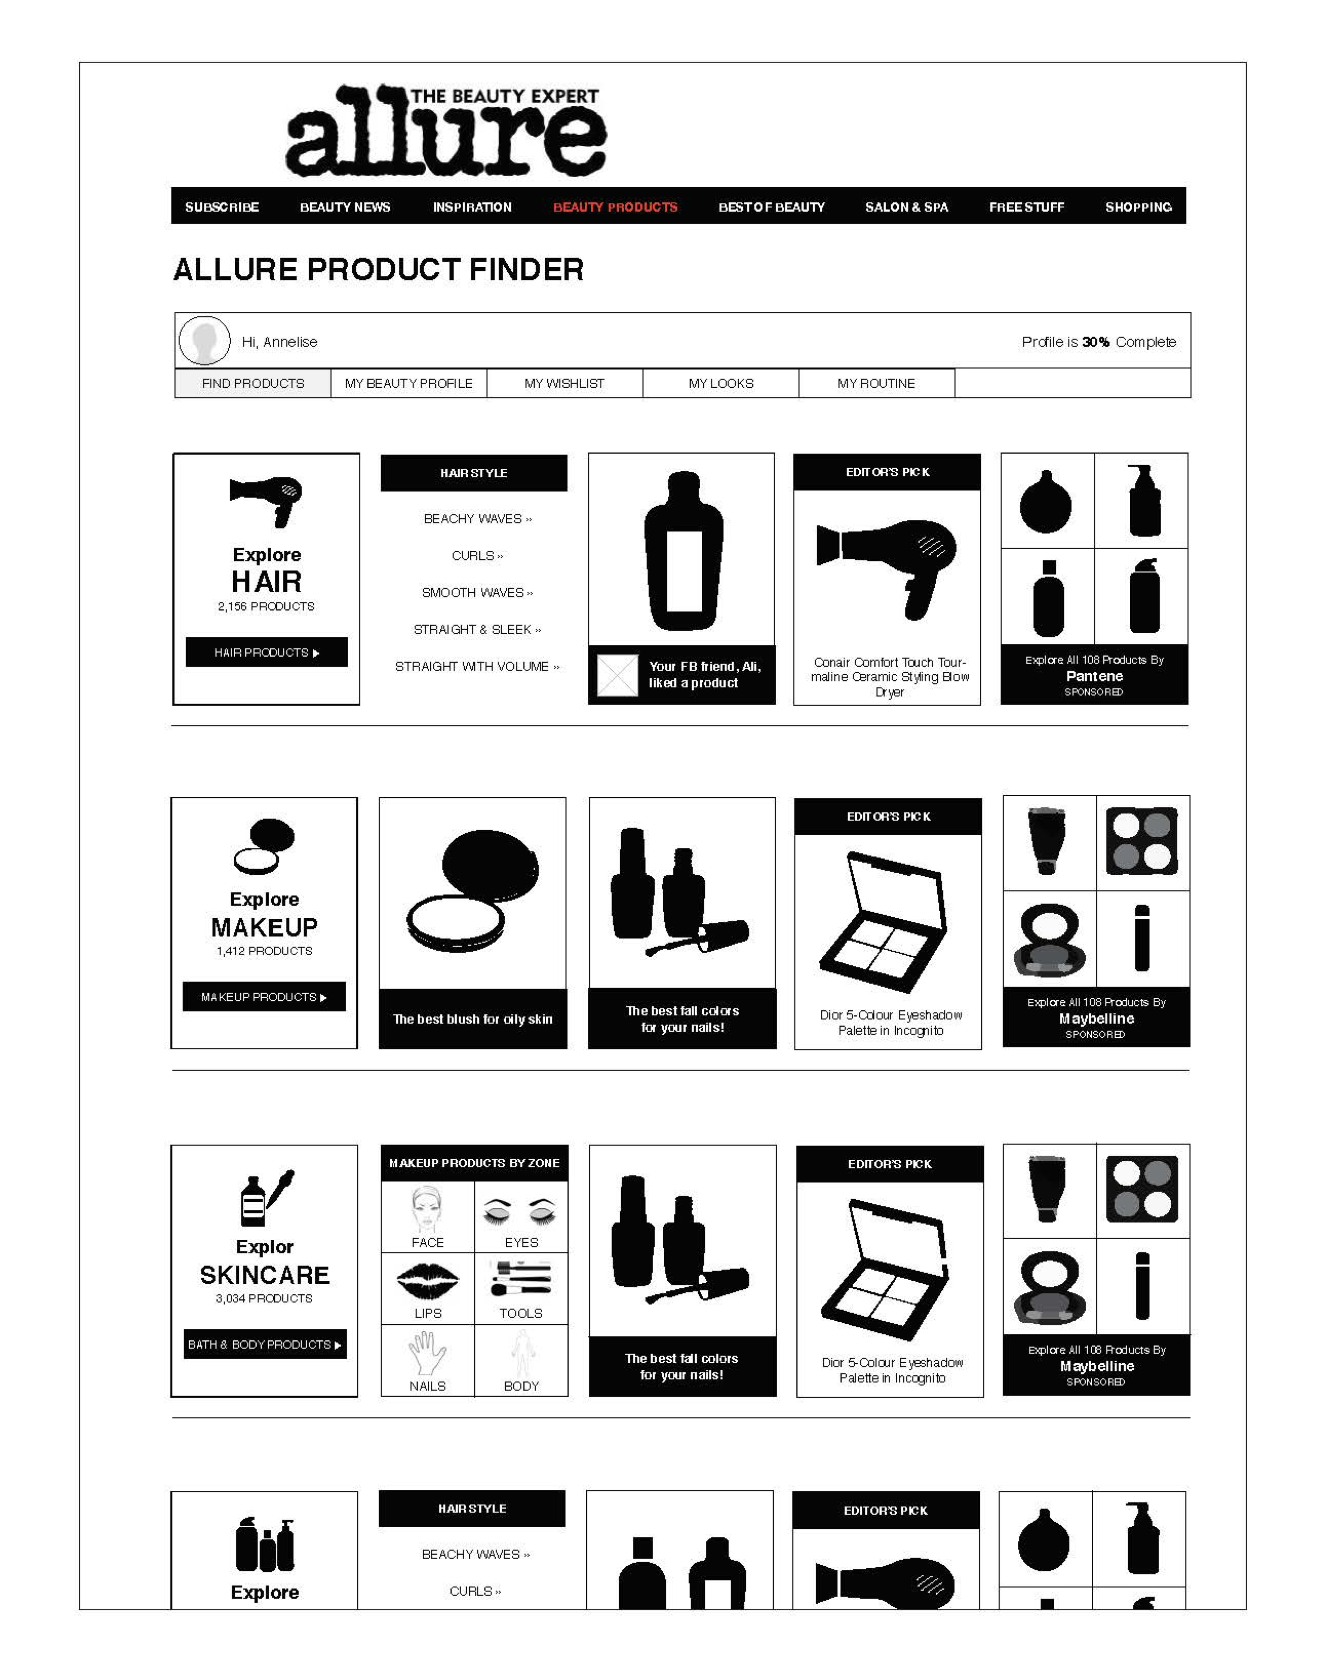 THE BEAUTY EXPERT
allure
SUBSCRIBE BEAUTY NEWS INSPIRATION BEAUTY PRODUCTS BEST OF BEAUTY SALON & SPA FREE STUFF SHOPPING
ALLURE PRODUCT FINDER
Hi, Annelise
Profile is 30% Complete
FIND PRODUCTS MY BEAUTY PROFILE MY WISHLIST MY LOOKS MY ROUTINE
Explore
HAIR
2,156 PRODUCTS
HAIR PRODUCTS ▶
HAIR STYLE
BEACHY WAVES »
CURLS »
SMOOTH WAVES »
STRAIGHT & SLEEK »
STRAIGHT WITH VOLUME »
Your FB friend, Ali,
liked a product
EDITOR'S PICK
Conair Comfort Touch Tour-
maline Ceramic Styling Blow
Dryer
Explore All 108 Products By
Pantene
SPONSORED
Explore
MAKEUP
1,412 PRODUCTS
MAKEUP PRODUCTS ▶
The best blush for oily skin
The best fall colors
for your nails!
EDITOR'S PICK
Dior 5-Colour Eyeshadow
Palette in Incognito
Explore All 108 Products By
Maybelline
SPONSORED
Explor
SKINCARE
3,034 PRODUCTS
BATH & BODY PRODUCTS ▶
MAKEUP PRODUCTS BY ZONE
FACE EYES
LIPS TOOLS
NAILS BODY
The best fall colors
for your nails!
EDITOR'S PICK
Dior 5-Colour Eyeshadow
Palette in Incognito
Explore All 108 Products By
Maybelline
SPONSORED
Explore
HAIR STYLE
BEACHY WAVES »
CURLS »
EDITOR'S PICK